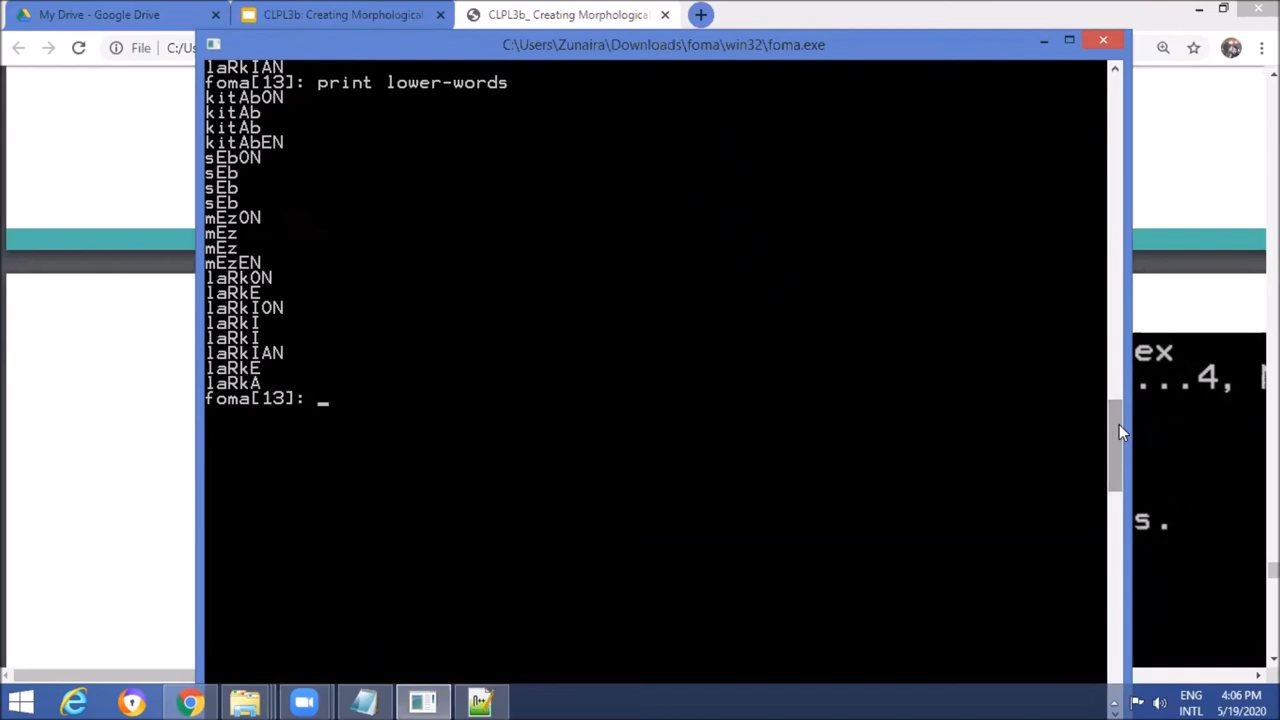 My Drive - Google Drive
CLPL3b: Creating Morphological
CLPL3b_ Creating Morphological
File
C:/Us
C:\Users\Zunaira\Downloads\foma\win32\foma.exe
laRkIAN
foma[13]: print lower-words
kitAbON
kitAb
kitAb
kitAbEN
sEbON
sEb
sEb
sEb
mEzON
mEz
mEz
mEzEN
laRkON
laRkE
laRkION
laRkI
laRkI
laRkIAN
laRkE
laRkA
foma[13]: _
ex
...4,
s.
ENG
4:06 PM
INTL
5/19/2020